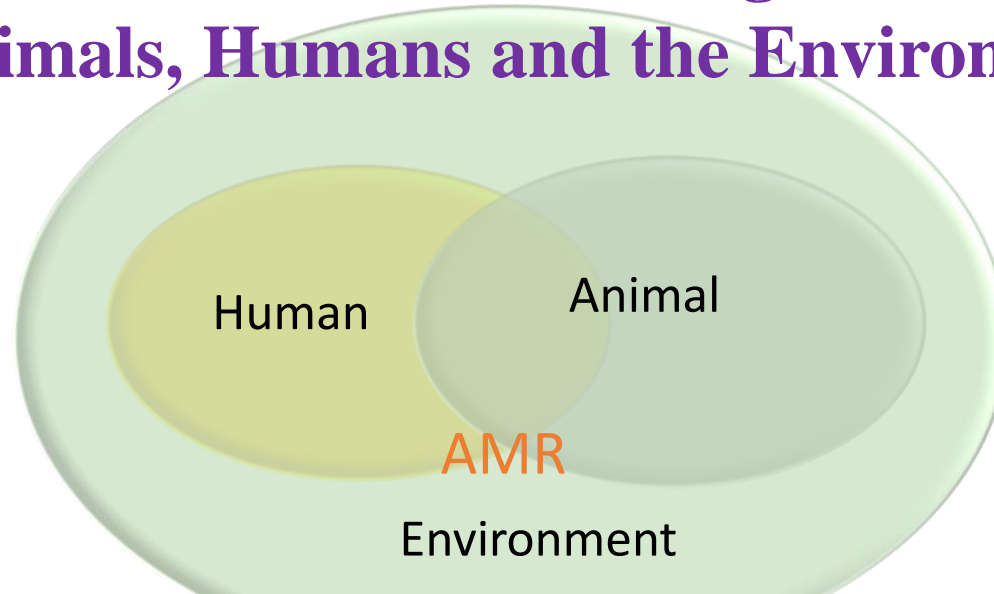 imals, Humans and the Environ
Animal
Human
AMR
Environment